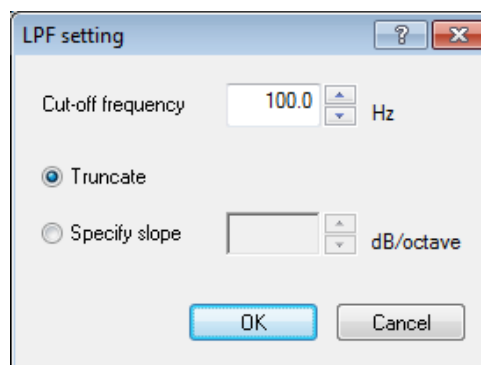 LPF setting
Cut-off frequency 100.0 Hz
Truncate
Specify slope dB/octave
OK Cancel